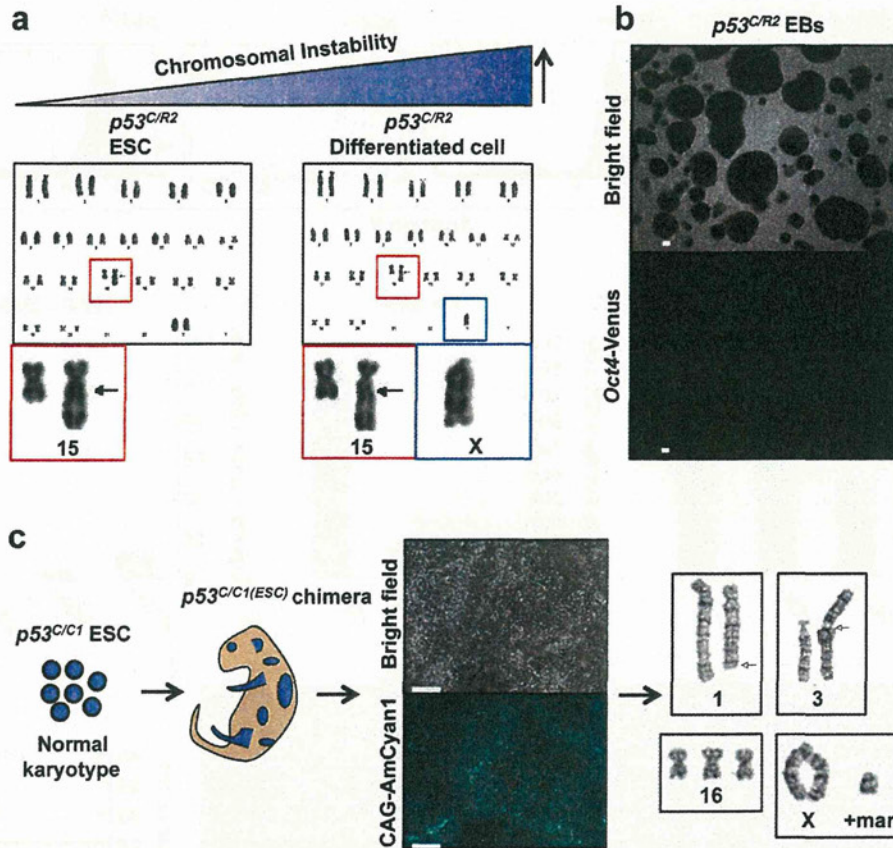 a
Chromosomal Instability
p53C/R2
ESC
p53C/R2
Differentiated cell
15
15
X
b
p53C/R2 EBs
Bright field
Oct4-Venus
c
p53C/C1 ESC
Normal
karyotype
p53C/C1(ESC) chimera
Bright field
CAG-AmCyan1
1
3
16
X
+mar